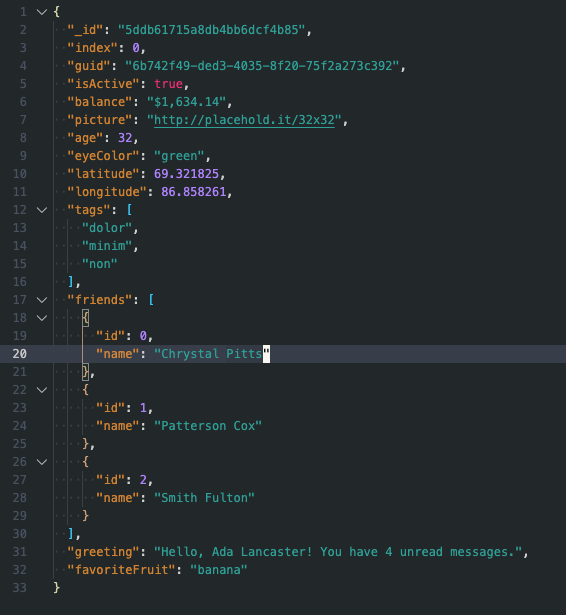 1 {
2 "_id": "5ddb61715a8db4bb6dcf4b85",
3 "index": 0,
4 "guid": "6b742f49-ded3-4035-8f20-75f2a273c392",
5 "isActive": true,
6 "balance": "$1,634.14",
7 "picture": "http://placehold.it/32x32",
8 "age": 32,
9 "eyeColor": "green",
10 "latitude": 69.321825,
11 "longitude": 86.858261,
12 "tags": [
13 "dolor",
14 "minim",
15 "non"
16 ],
17 "friends": [
18 {
19 "id": 0,
20 "name": "Chrystal Pitts"
21 },
22 {
23 "id": 1,
24 "name": "Patterson Cox"
25 },
26 {
27 "id": 2,
28 "name": "Smith Fulton"
29 }
30 ],
31 "greeting": "Hello, Ada Lancaster! You have 4 unread messages.",
32 "favoriteFruit": "banana"
33 }